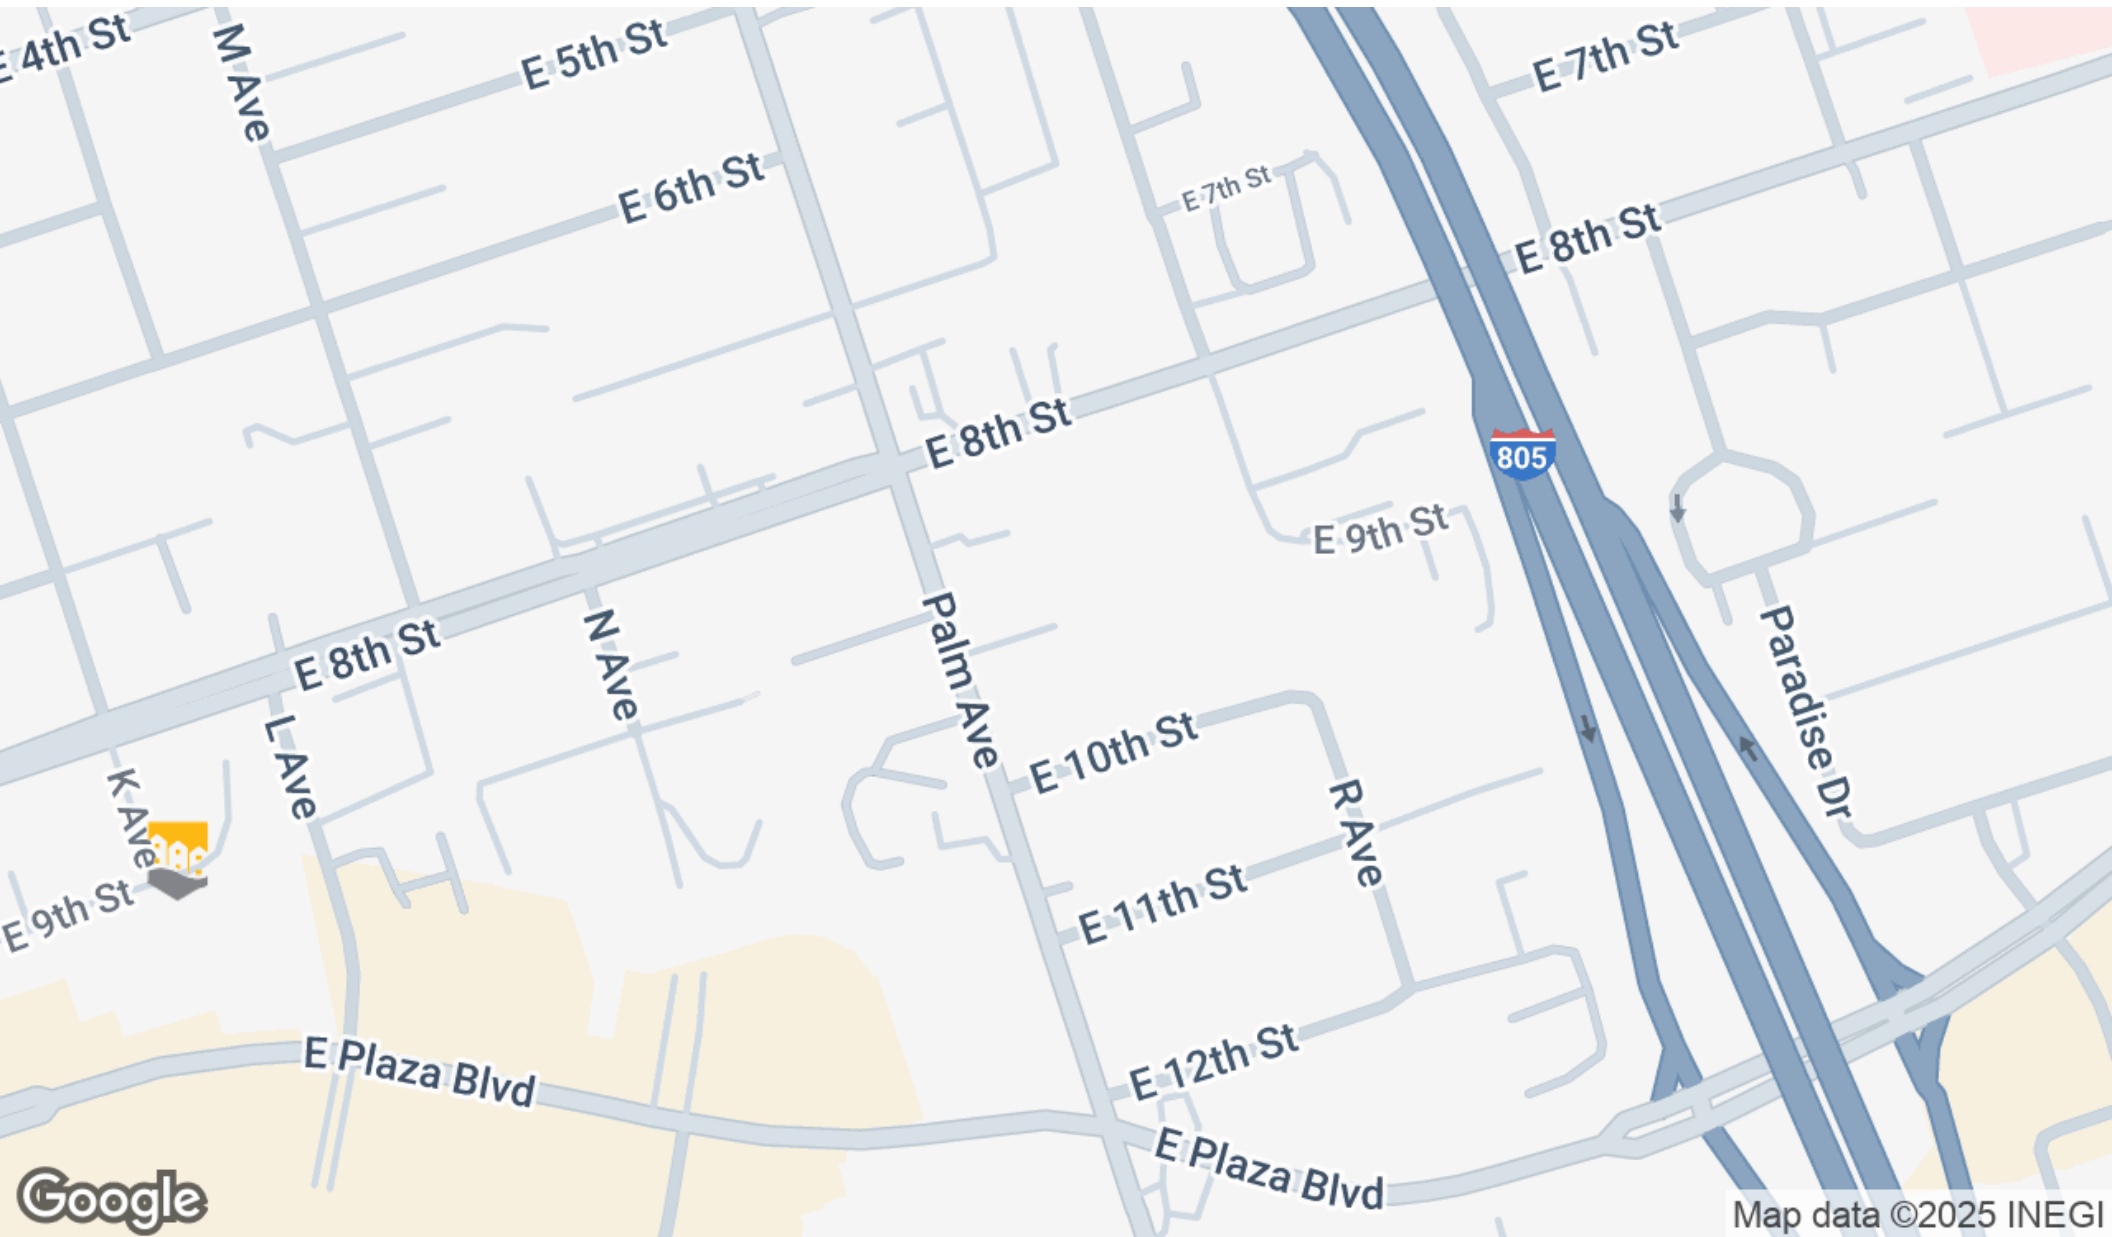 E 4th St
M Ave
E 5th St
E 7th St
E 6th St
E 7th St
E 8th St
E 8th St
805
E 9th St
E 8th St
N Ave
Palm Ave
Paradise Dr
L Ave
E 10th St
K Ave
R Ave
E 9th St
E 11th St
E 12th St
E Plaza Blvd
E Plaza Blvd
Google
Map data ©2025 INEGI